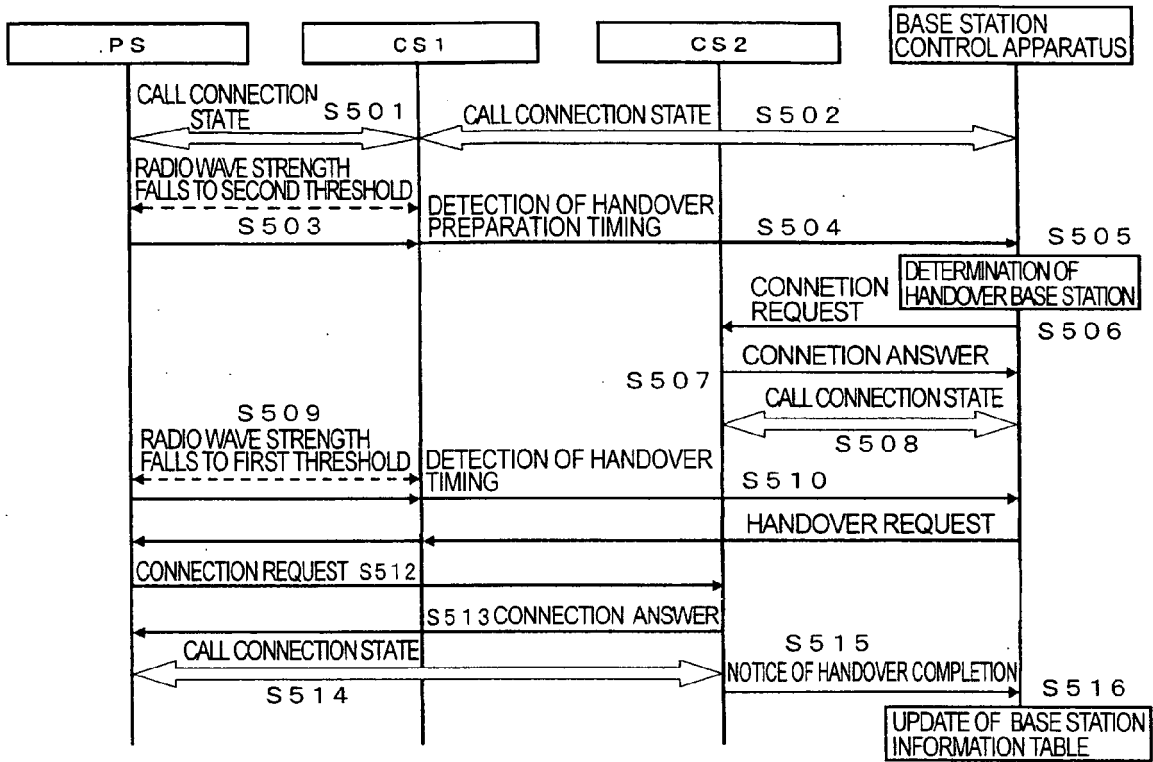 .PS
CS1
CS2
BASE STATION
CONTROL APPARATUS
CALL CONNECTION
STATE
S501
CALL CONNECTION STATE
S502
RADIO WAVE STRENGTH
FALLS TO SECOND THRESHOLD
S503
DETECTION OF HANDOVER
PREPARATION TIMING
S504
S505
DETERMINATION OF
HANDOVER BASE STATION
CONNETION
REQUEST
S506
CONNETION ANSWER
S507
CALL CONNECTION STATE
S508
S509
RADIO WAVE STRENGTH
FALLS TO FIRST THRESHOLD
DETECTION OF HANDOVER
TIMING
S510
HANDOVER REQUEST
CONNECTION REQUEST S512
S513 CONNECTION ANSWER
CALL CONNECTION STATE
S514
S515
NOTICE OF HANDOVER COMPLETION
S516
UPDATE OF BASE STATION
INFORMATION TABLE